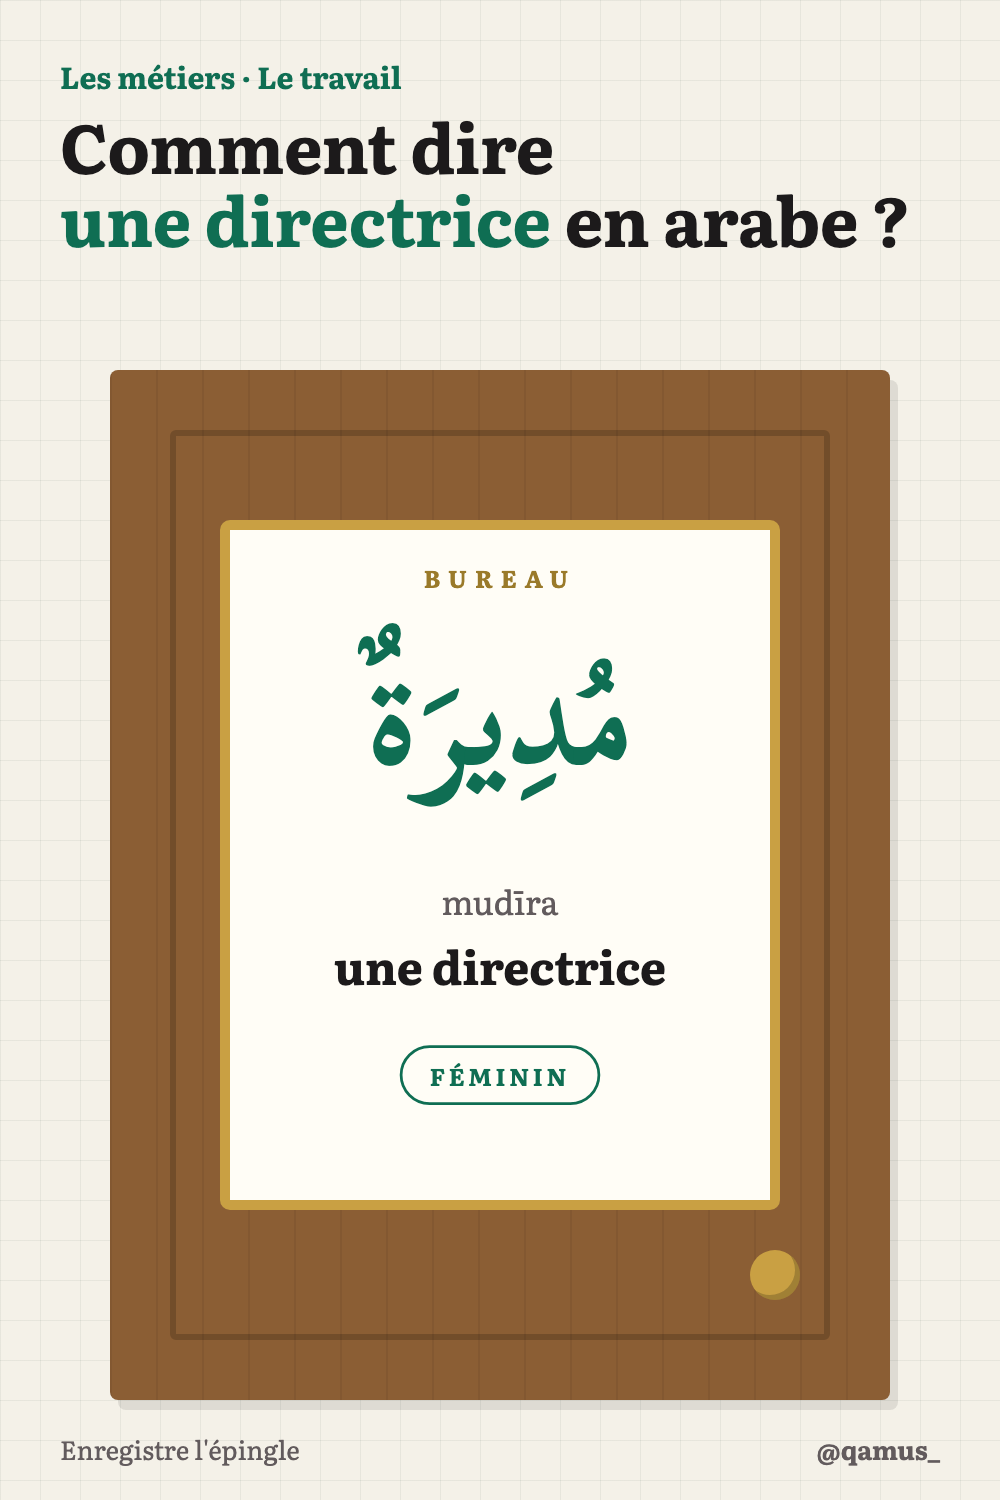 Les métiers · Le travail
Comment dire
une directrice en arabe ?
BUREAU
مُدِيرَةٌ
mudīra
une directrice
FÉMININ
Enregistre l'épingle
@qamus_